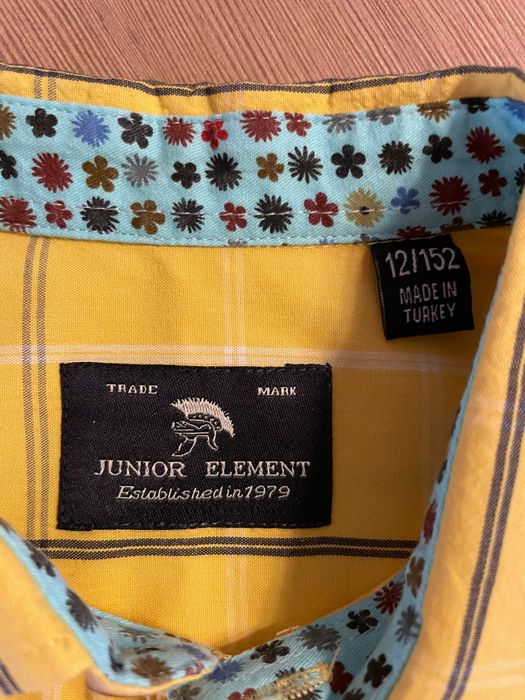 12/152
MADE IN
TURKEY
TRADE MARK
JUNIOR ELEMENT
Established in 1979